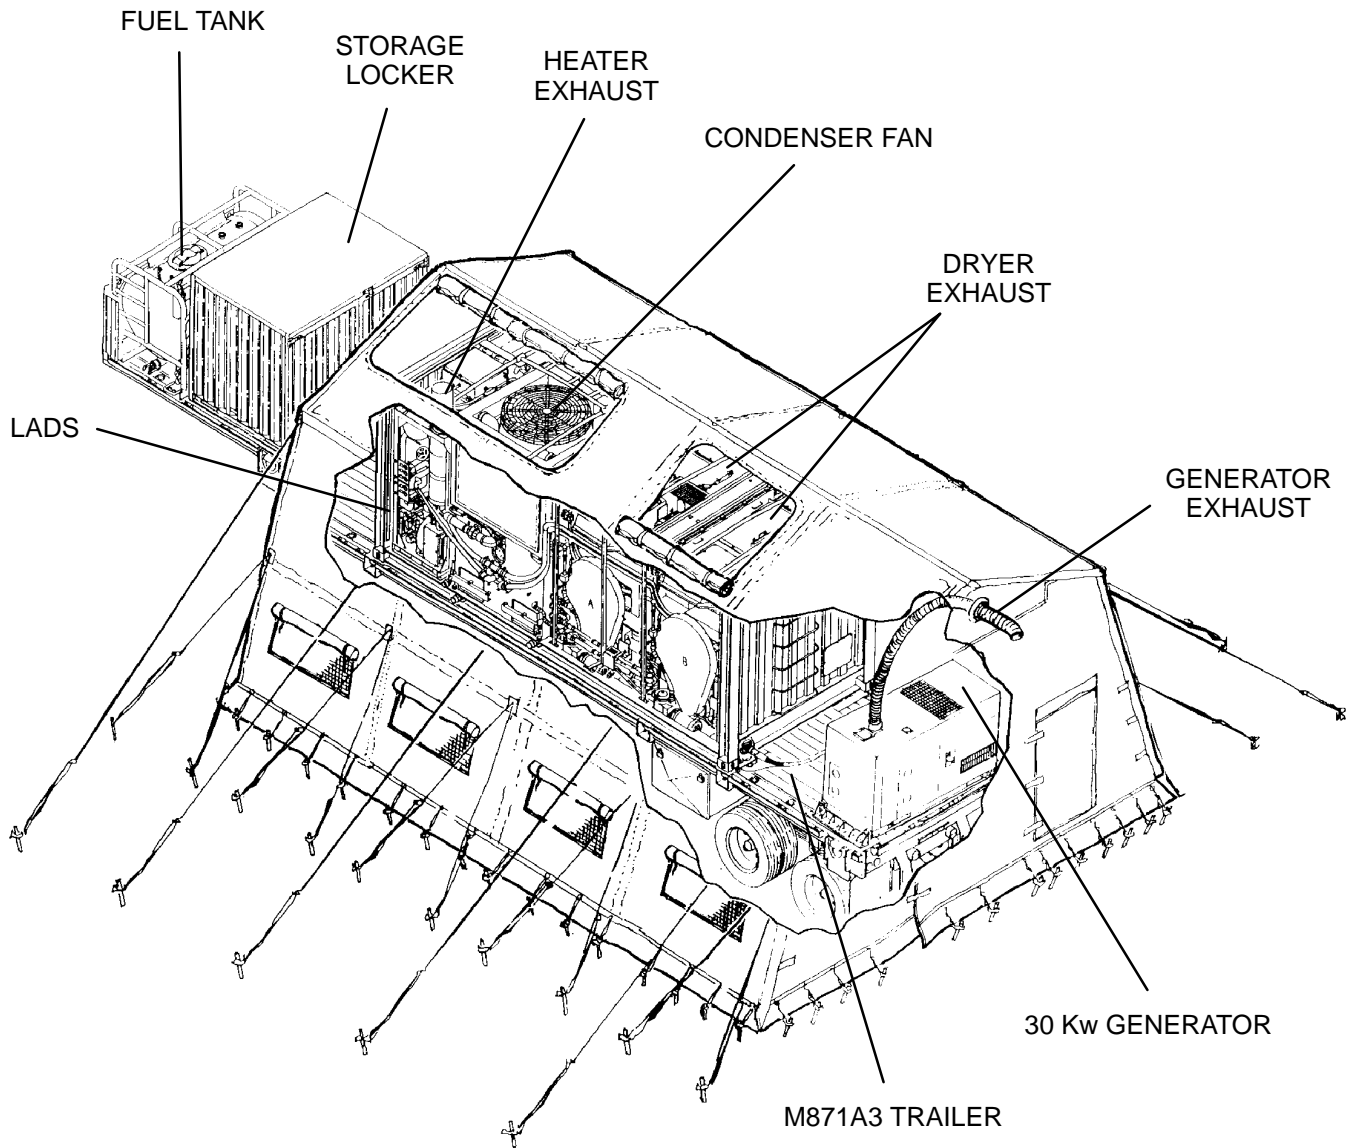 FUEL TANK
STORAGE
LOCKER
HEATER
EXHAUST
CONDENSER FAN
DRYER
EXHAUST
LADS
GENERATOR
EXHAUST
A
B
30 Kw GENERATOR
M871A3 TRAILER